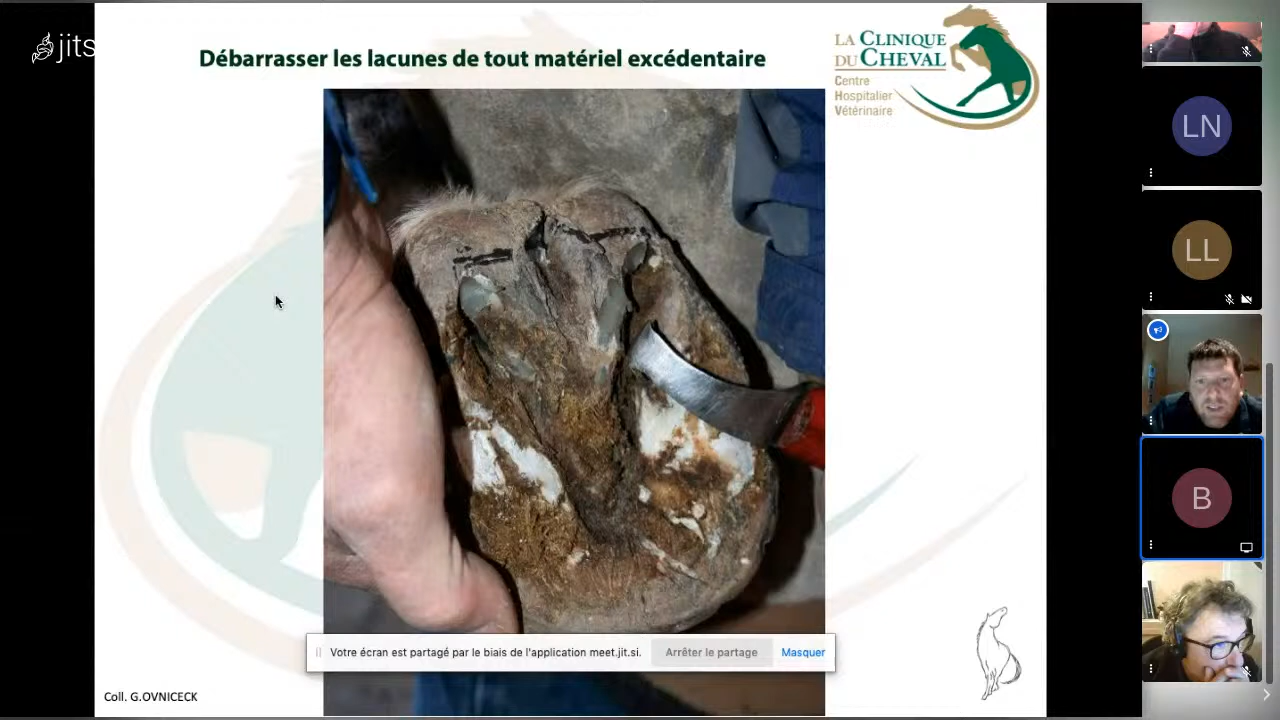 jits
Débarrasser les lacunes de tout matériel excédentaire
LA CLINIQUE
DU CHEVAL
Centre
Hospitalier
Vétérinaire
LN
LL
B
Votre écran est partagé par le biais de l'application meet.jit.si.
Arrêter le partage
Masquer
Coll. G.OVNICECK